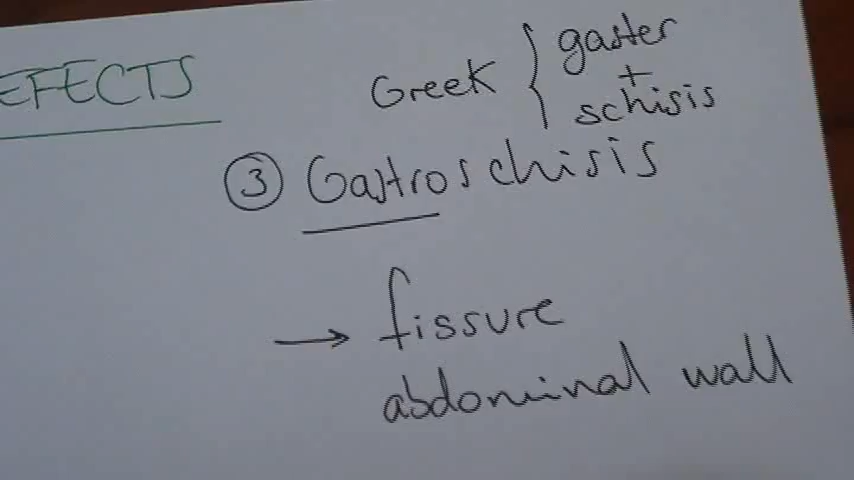 EFECTS
Greek { gaster
+
schisis
③ Gastroschisis
→ fissure
abdominal wall